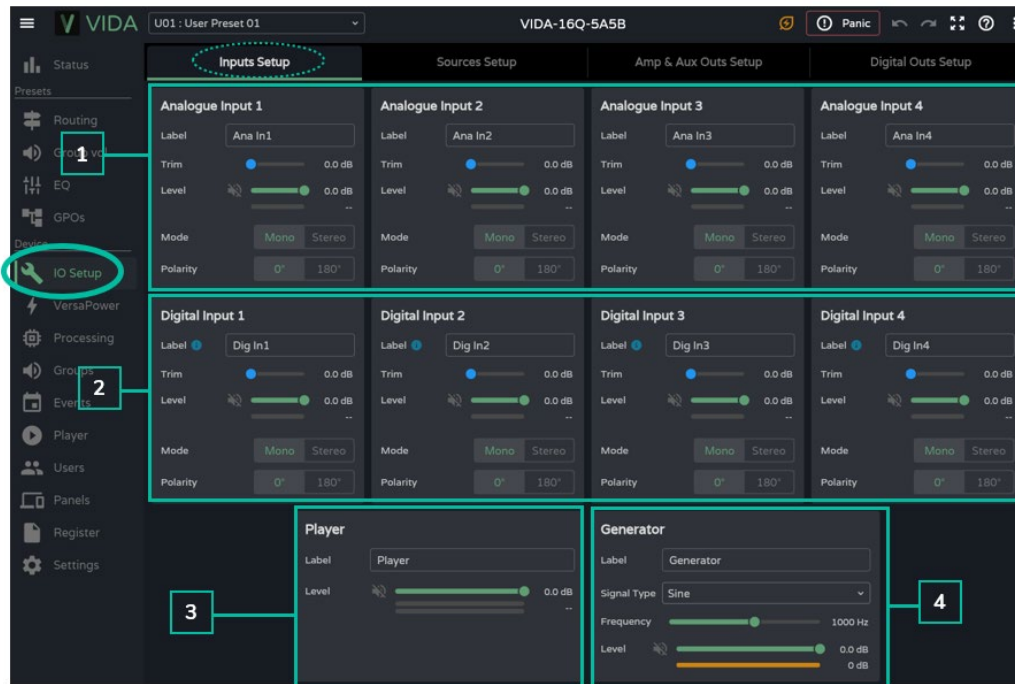 VIDA U01 : User Preset 01 VIDA-16Q-5A5B Panic
Status Inputs Setup Sources Setup Amp & Aux Outs Setup Digital Outs Setup
Presets
Routing
Group vol
EQ
GPOs
Device
IO Setup
VersaPower
Processing
Groups
Events
Player
Users
Panels
Register
Settings
1
Analogue Input 1 Analogue Input 2 Analogue Input 3 Analogue Input 4
Label Ana In1 Label Ana In2 Label Ana In3 Label Ana In4
Trim 0.0 dB Trim 0.0 dB Trim 0.0 dB Trim 0.0 dB
Level 0.0 dB Level 0.0 dB Level 0.0 dB Level 0.0 dB
-- -- -- --
Mode Mono Stereo Mode Mono Stereo Mode Mono Stereo Mode Mono Stereo
Polarity 0° 180° Polarity 0° 180° Polarity 0° 180° Polarity 0° 180°
2
Digital Input 1 Digital Input 2 Digital Input 3 Digital Input 4
Label Dig In1 Label Dig In2 Label Dig In3 Label Dig In4
Trim 0.0 dB Trim 0.0 dB Trim 0.0 dB Trim 0.0 dB
Level 0.0 dB Level 0.0 dB Level 0.0 dB Level 0.0 dB
-- -- -- --
Mode Mono Stereo Mode Mono Stereo Mode Mono Stereo Mode Mono Stereo
Polarity 0° 180° Polarity 0° 180° Polarity 0° 180° Polarity 0° 180°
3
Player
Label Player
Level 0.0 dB
--
4
Generator
Label Generator
Signal Type Sine
Frequency 1000 Hz
Level 0.0 dB
0 dB